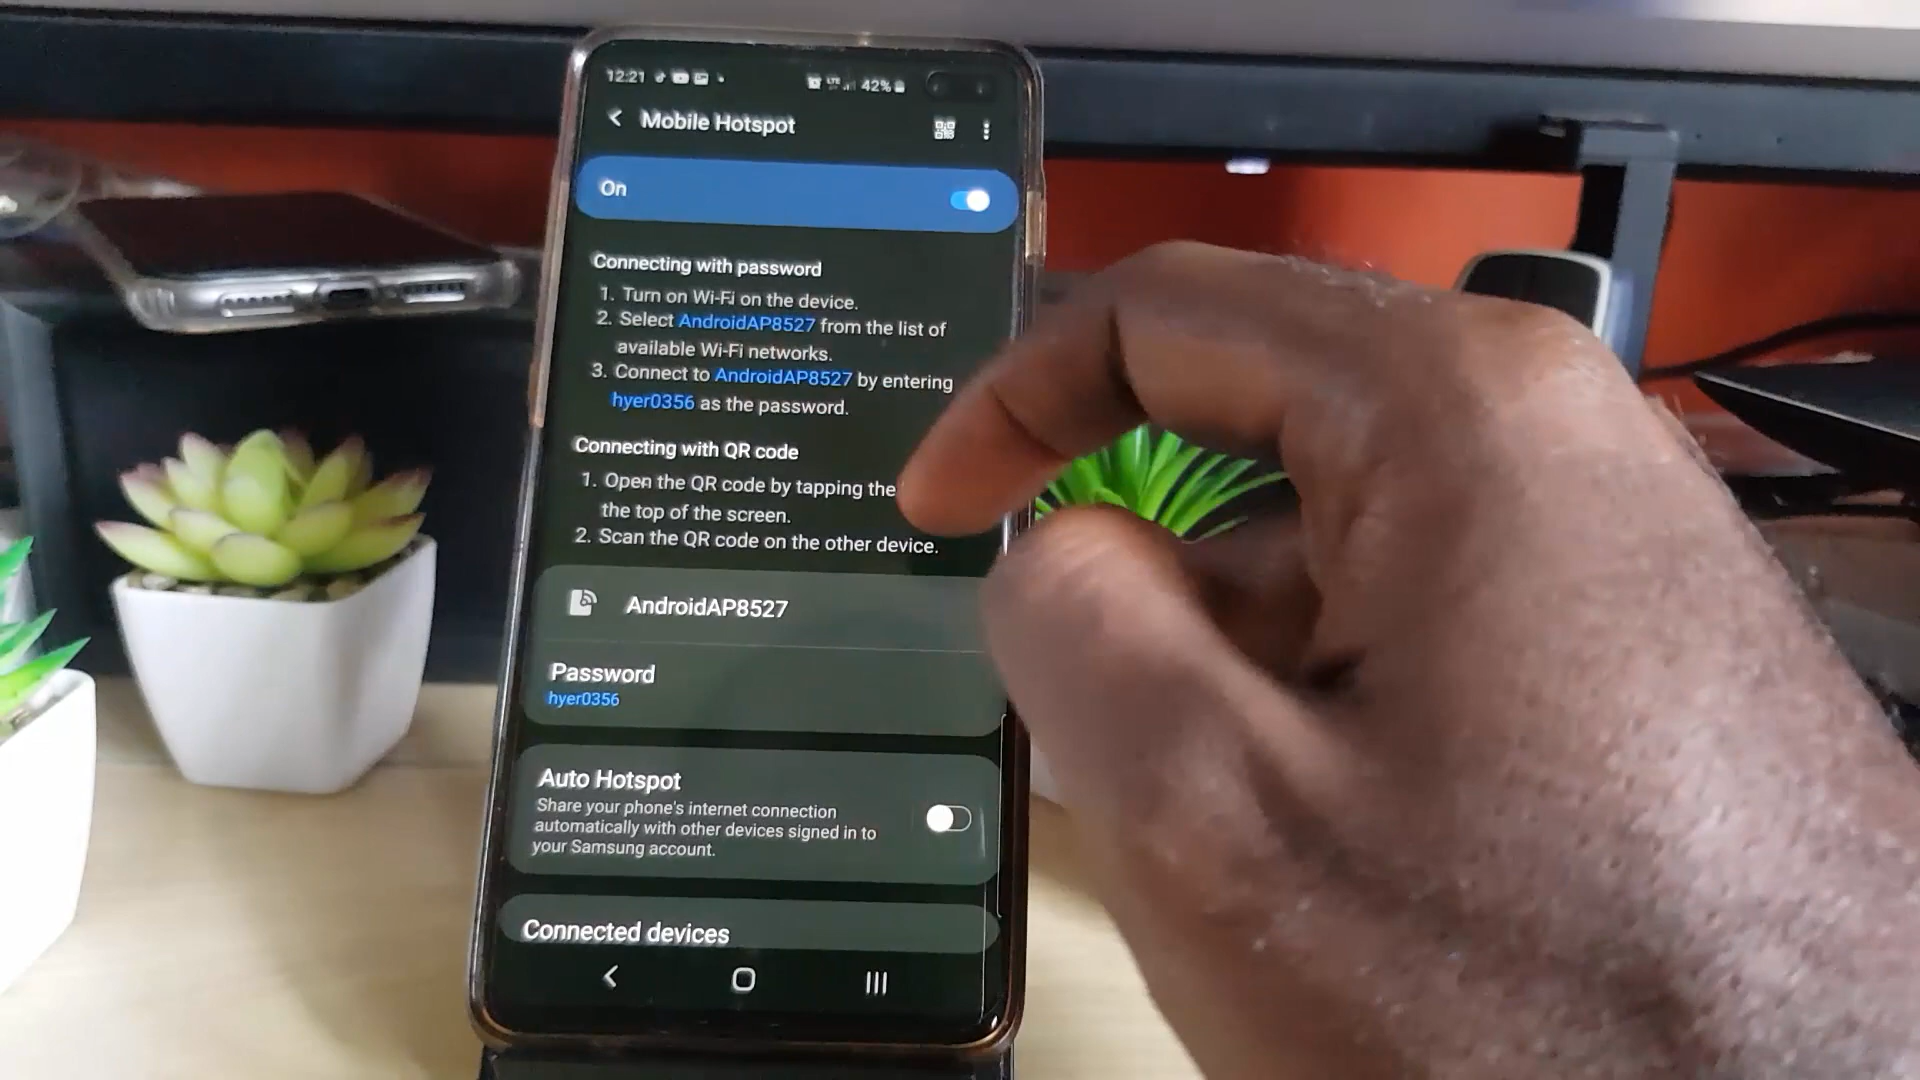 12:21 LTE 42%
Mobile Hotspot
On
Connecting with password
1. Turn on Wi-Fi on the device.
2. Select AndroidAP8527 from the list of
available Wi-Fi networks.
3. Connect to AndroidAP8527 by entering
hyer0356 as the password.
Connecting with QR code
1. Open the QR code by tapping the
the top of the screen.
2. Scan the QR code on the other device.
AndroidAP8527
Password
hyer0356
Auto Hotspot
Share your phone's internet connection
automatically with other devices signed in to
your Samsung account.
Connected devices